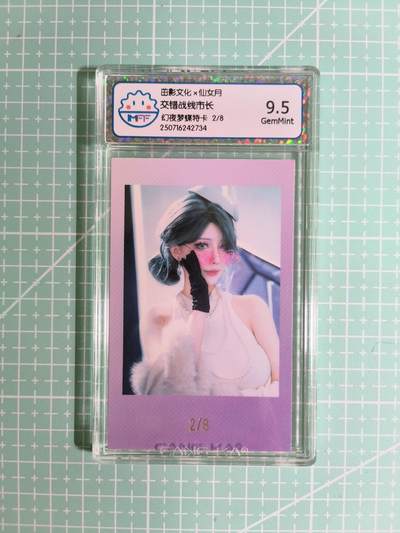 田影文化×仙女月
交错战线市长
幻夜梦蝶特卡 2/8
250716242734
9.5
GemMint
MFF
2/8